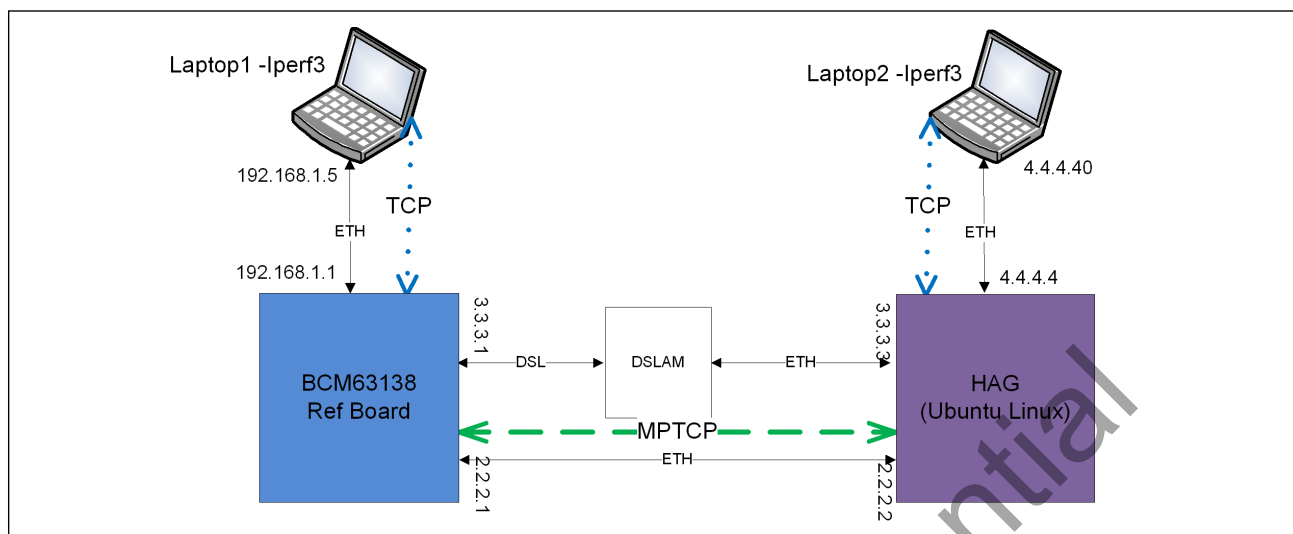 Laptop1 -Iperf3
Laptop2 -Iperf3
192.168.1.5
4.4.4.40
TCP
TCP
ETH
ETH
192.168.1.1
4.4.4.4
3.3.3.1
3.3.3.3
DSL
DSLAM
ETH
BCM63138
Ref Board
HAG
(Ubuntu Linux)
MPTCP
ETH
2.2.2.1
2.2.2.2
ntial